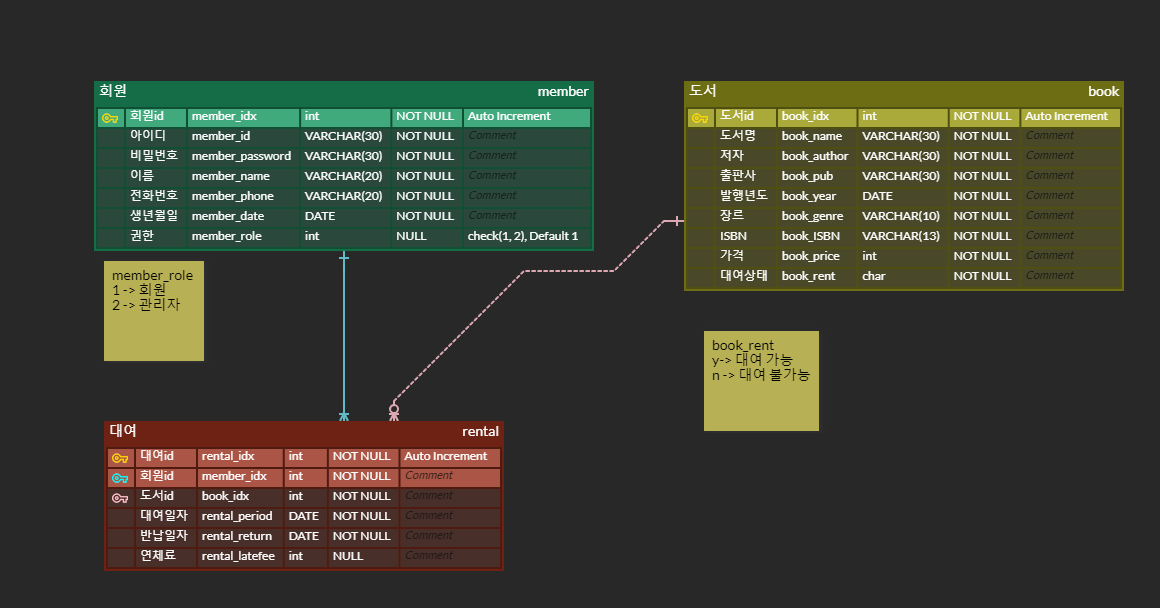 회원 member
회원id member_idx int NOT NULL Auto Increment
아이디 member_id VARCHAR(30) NOT NULL Comment
비밀번호 member_password VARCHAR(30) NOT NULL Comment
이름 member_name VARCHAR(20) NOT NULL Comment
전화번호 member_phone VARCHAR(20) NOT NULL Comment
생년월일 member_date DATE NOT NULL Comment
권한 member_role int NULL check(1, 2), Default 1
member_role
1 -> 회원
2 -> 관리자
도서 book
도서id book_idx int NOT NULL Auto Increment
도서명 book_name VARCHAR(30) NOT NULL Comment
저자 book_author VARCHAR(30) NOT NULL Comment
출판사 book_pub VARCHAR(30) NOT NULL Comment
발행년도 book_year DATE NOT NULL Comment
장르 book_genre VARCHAR(10) NOT NULL Comment
ISBN book_ISBN VARCHAR(13) NOT NULL Comment
가격 book_price int NOT NULL Comment
대여상태 book_rent char NOT NULL Comment
book_rent
y-> 대여 가능
n -> 대여 불가능
대여 rental
대여id rental_idx int NOT NULL Auto Increment
회원id member_idx int NOT NULL Comment
도서id book_idx int NOT NULL Comment
대여일자 rental_period DATE NOT NULL Comment
반납일자 rental_return DATE NOT NULL Comment
연체료 rental_latefee int NULL Comment